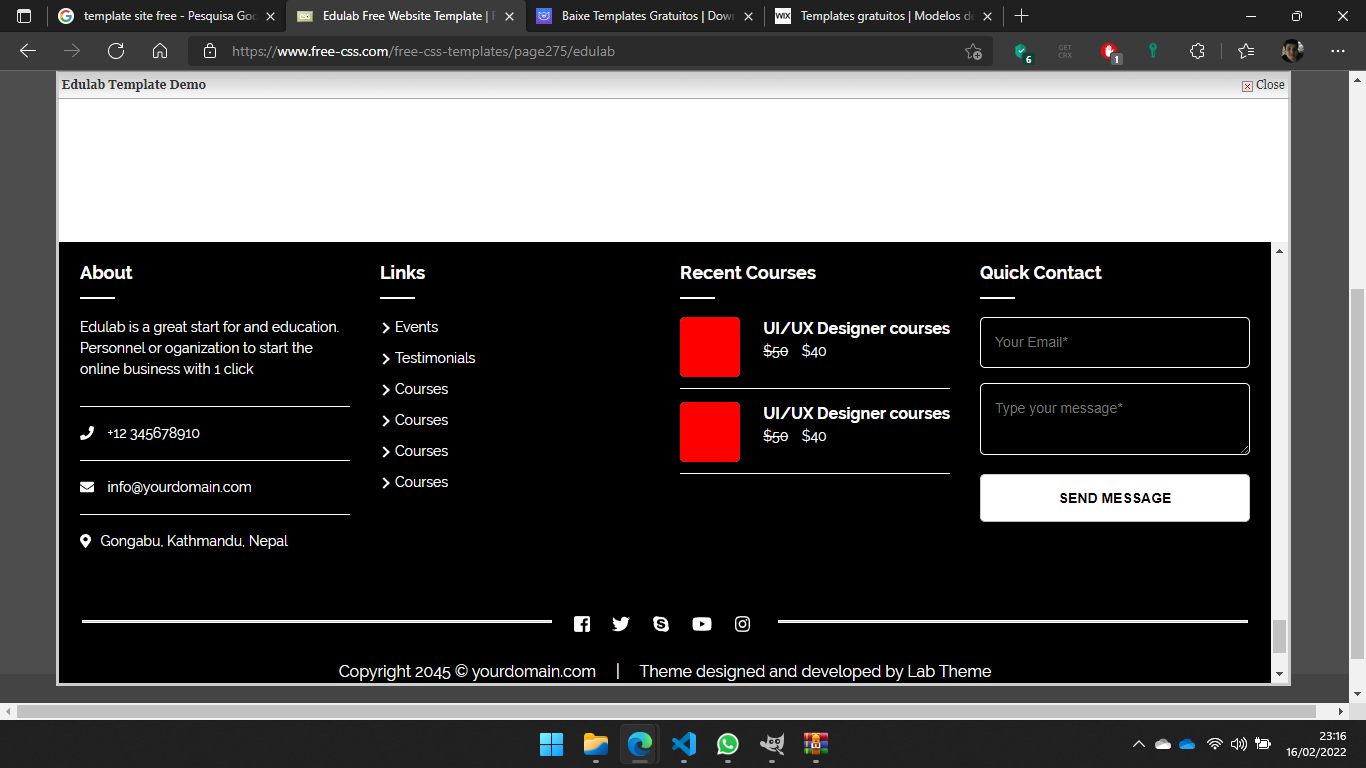 template site free - Pesquisa Goo
Edulab Free Website Template | F
Baixe Templates Gratuitos | Down
WIX Templates gratuitos | Modelos de
https://www.free-css.com/free-css-templates/page275/edulab
6
GET
CRX
1
Edulab Template Demo
Close
About
Edulab is a great start for and education.
Personnel or oganization to start the
online business with 1 click
+12 345678910
info@yourdomain.com
Gongabu, Kathmandu, Nepal
Links
Events
Testimonials
Courses
Courses
Courses
Courses
Recent Courses
UI/UX Designer courses
$50 $40
UI/UX Designer courses
$50 $40
Quick Contact
Your Email*
Type your message*
SEND MESSAGE
Copyright 2045 © yourdomain.com | Theme designed and developed by Lab Theme
23:16
16/02/2022